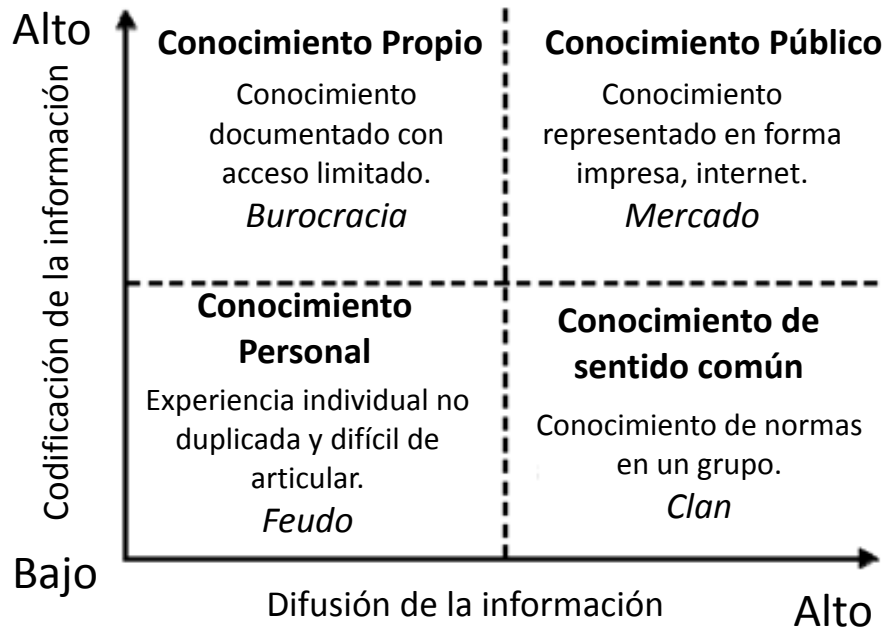 Alto
Codificación de la información
Bajo
Conocimiento Propio
Conocimiento
documentado con
acceso limitado.
Burocracia
Conocimiento Público
Conocimiento
representado en forma
impresa, internet.
Mercado
Conocimiento
Personal
Experiencia individual no
duplicada y difícil de
articular.
Feudo
Conocimiento de
sentido común
Conocimiento de normas
en un grupo.
Clan
Difusión de la información
Alto